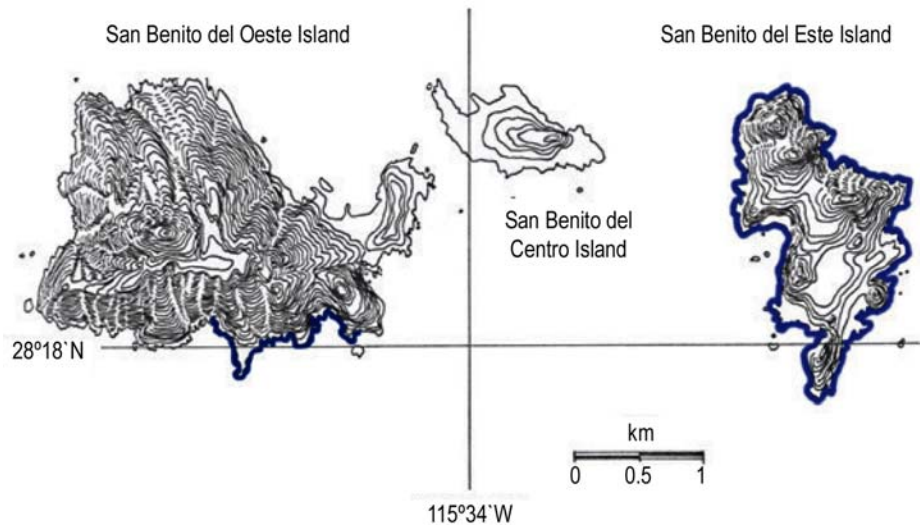 San Benito del Oeste Island
San Benito del Este Island
San Benito del
Centro Island
28º18`N
km
0 0.5 1
115º34`W